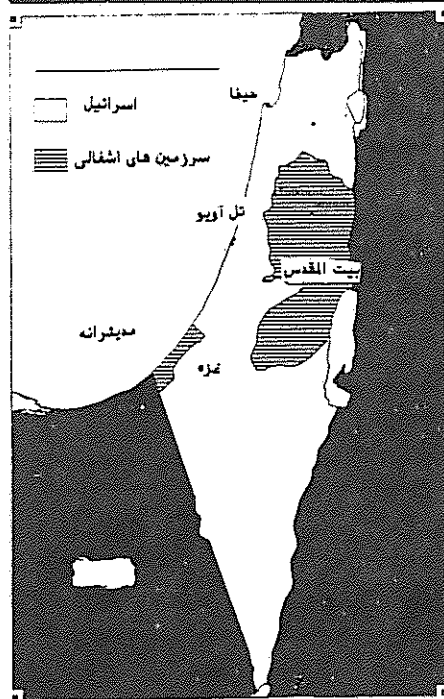 حیفا
اسرائیل
سرزمین های اشغالی
تل آویو
بیت المقدس
مدیترانه
غزه